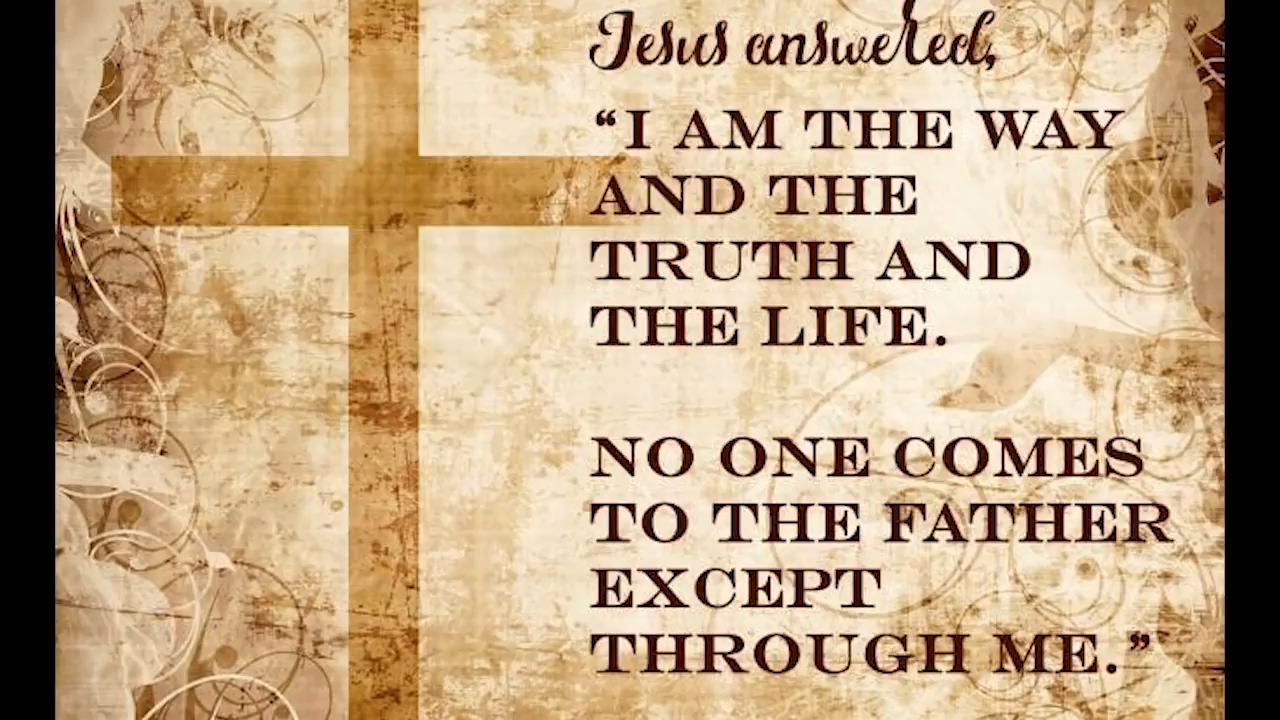 Jesus answered,
“I AM THE WAY
AND THE
TRUTH AND
THE LIFE.
NO ONE COMES
TO THE FATHER
EXCEPT
THROUGH ME.”